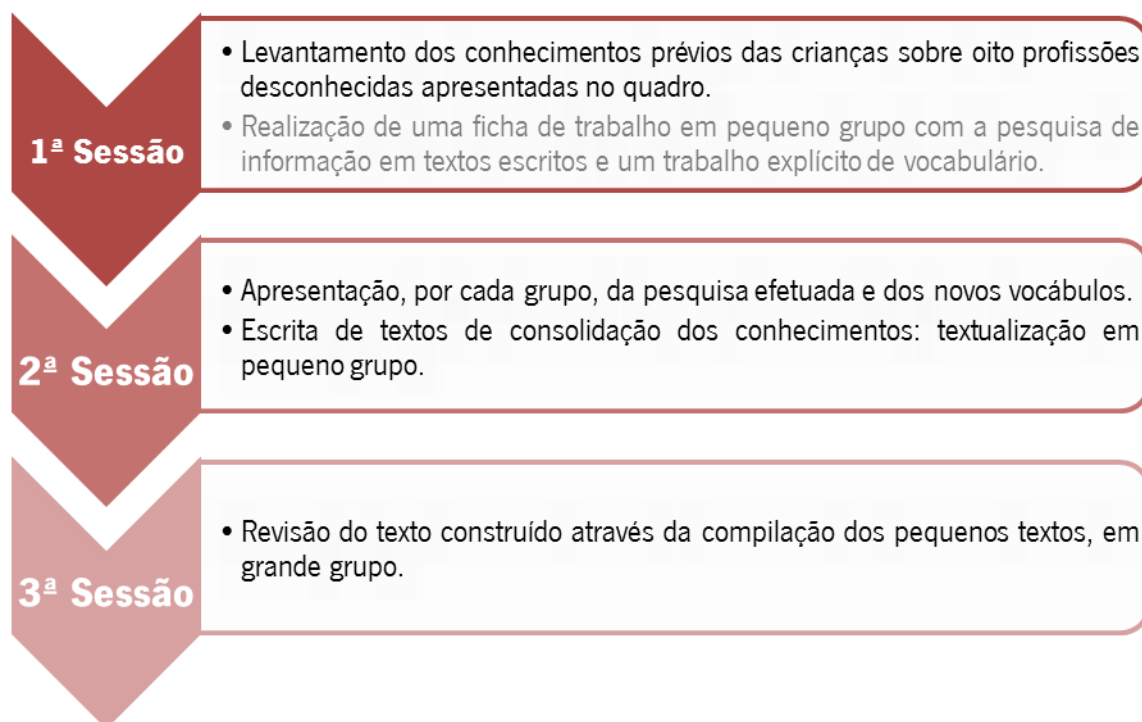 1ª Sessão
• Levantamento dos conhecimentos prévios das crianças sobre oito profissões
desconhecidas apresentadas no quadro.
• Realização de uma ficha de trabalho em pequeno grupo com a pesquisa de
informação em textos escritos e um trabalho explícito de vocabulário.
2ª Sessão
• Apresentação, por cada grupo, da pesquisa efetuada e dos novos vocábulos.
• Escrita de textos de consolidação dos conhecimentos: textualização em
pequeno grupo.
3ª Sessão
• Revisão do texto construído através da compilação dos pequenos textos, em
grande grupo.